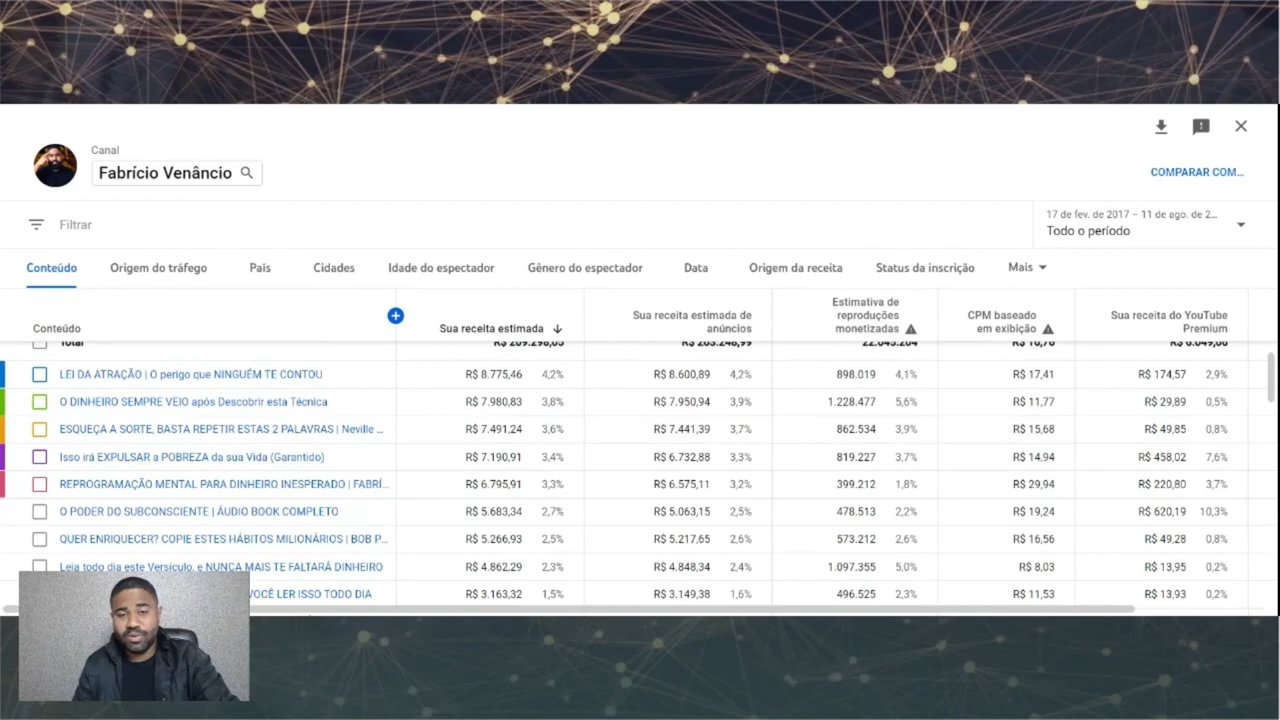 Canal
Fabrício Venâncio
COMPARAR COM...
Filtrar
17 de fev. de 2017 – 11 de ago. de 2...
Todo o período
Conteúdo Origem do tráfego País Cidades Idade do espectador Gênero do espectador Data Origem da receita Status da inscrição Mais
Conteúdo
Sua receita estimada
Sua receita estimada de
anúncios
Estimativa de
reproduções
monetizadas
CPM baseado
em exibição
Sua receita do YouTube
Premium
Total
LEI DA ATRAÇÃO | O perigo que NINGUÉM TE CONTOU R$ 8.775,46 4,2% R$ 8.600,89 4,2% 898.019 4,1% R$ 17,41 R$ 174,57 2,9%
O DINHEIRO SEMPRE VEIO após Descobrir esta Técnica R$ 7.980,83 3,8% R$ 7.950,94 3,9% 1.228.477 5,6% R$ 11,77 R$ 29,89 0,5%
ESQUEÇA A SORTE, BASTA REPETIR ESTAS 2 PALAVRAS | Neville ... R$ 7.491,24 3,6% R$ 7.441,39 3,7% 862.534 3,9% R$ 15,68 R$ 49,85 0,8%
Isso irá EXPULSAR a POBREZA da sua Vida (Garantido) R$ 7.190,91 3,4% R$ 6.732,88 3,3% 819.227 3,7% R$ 14,94 R$ 458,02 7,6%
REPROGRAMAÇÃO MENTAL PARA DINHEIRO INESPERADO | FABRÍ... R$ 6.795,91 3,3% R$ 6.575,11 3,2% 399.212 1,8% R$ 29,94 R$ 220,80 3,7%
O PODER DO SUBCONSCIENTE | ÁUDIO BOOK COMPLETO R$ 5.683,34 2,7% R$ 5.063,15 2,5% 478.513 2,2% R$ 19,24 R$ 620,19 10,3%
QUER ENRIQUECER? COPIE ESTES HÁBITOS MILIONÁRIOS | BOB P... R$ 5.266,93 2,5% R$ 5.217,65 2,6% 573.212 2,6% R$ 16,56 R$ 49,28 0,8%
Leia todo dia este Versículo, e NUNCA MAIS TE FALTARÁ DINHEIRO R$ 4.862,29 2,3% R$ 4.848,34 2,4% 1.097.355 5,0% R$ 8,03 R$ 13,95 0,2%
VOCÊ LER ISSO TODO DIA R$ 3.163,32 1,5% R$ 3.149,38 1,6% 496.525 2,3% R$ 11,53 R$ 13,93 0,2%